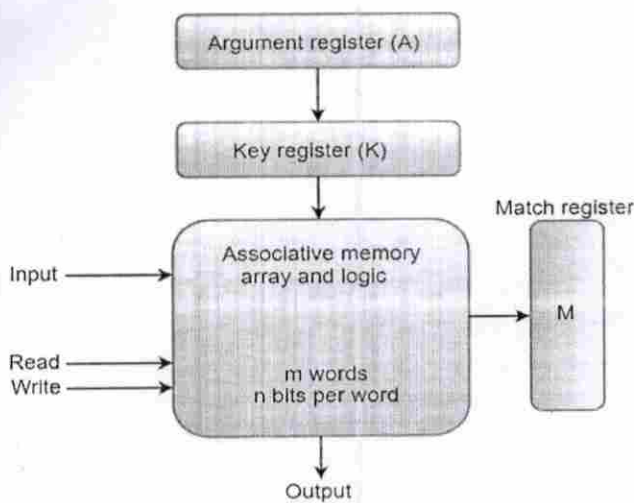 Argument register (A)
Key register (K)
Match register
Associative memory
array and logic
Input
M
Read
Write
m words
n bits per word
Output